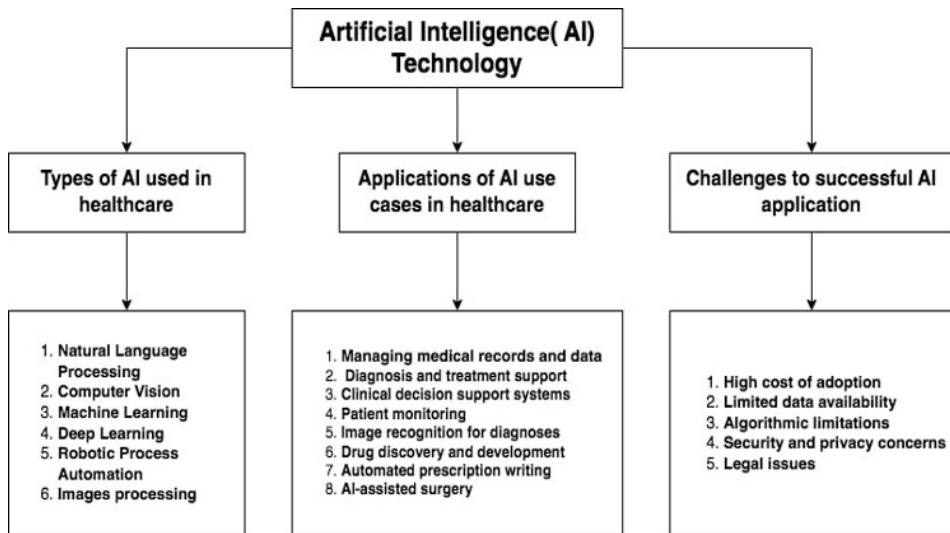 Artificial Intelligence( AI)
Technology
Types of AI used in
healthcare
Applications of AI use
cases in healthcare
Challenges to successful AI
application
1. Natural Language
Processing
2. Computer Vision
3. Machine Learning
4. Deep Learning
5. Robotic Process
Automation
6. Images processing
1. Managing medical records and data
2. Diagnosis and treatment support
3. Clinical decision support systems
4. Patient monitoring
5. Image recognition for diagnoses
6. Drug discovery and development
7. Automated prescription writing
8. AI-assisted surgery
1. High cost of adoption
2. Limited data availability
3. Algorithmic limitations
4. Security and privacy concerns
5. Legal issues